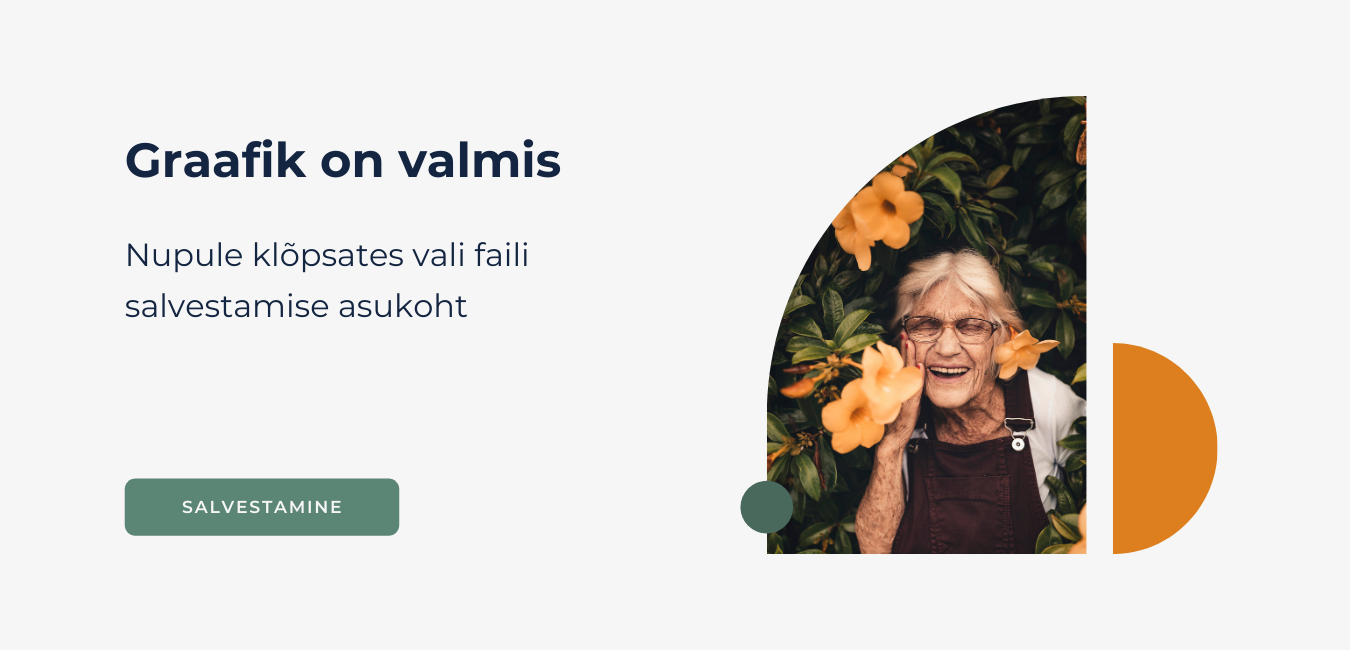 Graafik on valmis
Nupule klõpsates vali faili
salvestamise asukoht
SALVESTAMINE